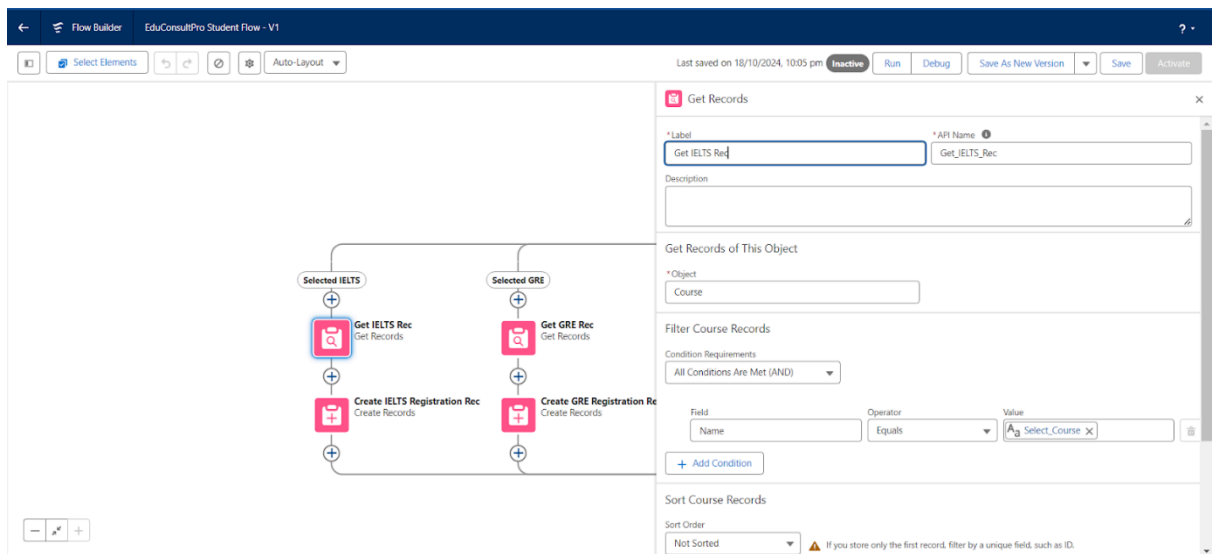 Flow Builder EduConsultPro Student Flow - V1
?
Select Elements Auto-Layout Last saved on 18/10/2024, 10:05 pm Inactive Run Debug Save As New Version Save Activate
Get Records
*Label *API Name
Get IELTS Rec Get_IELTS_Rec
Description
Get Records of This Object
*Object
Course
Filter Course Records
Condition Requirements
All Conditions Are Met (AND)
Field Operator Value
Name Equals Aa Select_Course
+ Add Condition
Sort Course Records
Sort Order
Not Sorted If you store only the first record, filter by a unique field, such as ID.
Selected IELTS Selected GRE
Get IELTS Rec Get GRE Rec
Get Records Get Records
Create IELTS Registration Rec Create GRE Registration Re
Create Records Create Records